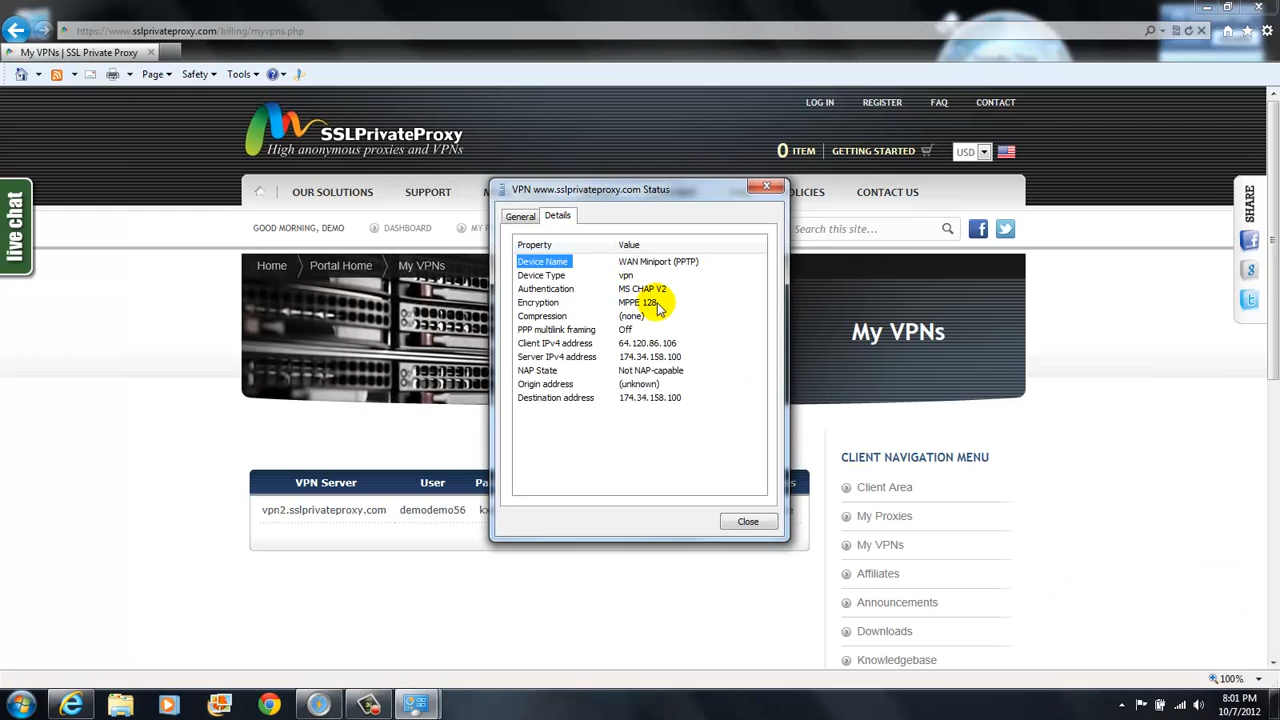 http://www.sslprivateproxy.com/billing/myvpns.php
My VPNs | SSL Private Proxy
Page Safety Tools
LOG IN REGISTER FAQ CONTACT
SSLPrivateProxy
High anonymous proxies and VPNs
0 ITEM GETTING STARTED USD
OUR SOLUTIONS SUPPORT OLICIES CONTACT US
GOOD MORNING, DEMO DASHBOARD Search this site...
live chat
SHARE
Home Portal Home My VPNs
My VPNs
VPN www.sslprivateproxy.com Status
General Details
Property Value
Device Name WAN Miniport (PPTP)
Device Type vpn
Authentication MS CHAP V2
Encryption MPPE 128
Compression (none)
PPP multilink framing Off
Client IPv4 address 64.120.86.106
Server IPv4 address 174.34.158.100
NAP State Not NAP-capable
Origin address (unknown)
Destination address 174.34.158.100
Close
VPN Server User
vpn2.sslprivateproxy.com demodemo56
CLIENT NAVIGATION MENU
Client Area
My Proxies
My VPNs
Affiliates
Announcements
Downloads
Knowledgebase
100%
8:01 PM
10/7/2012